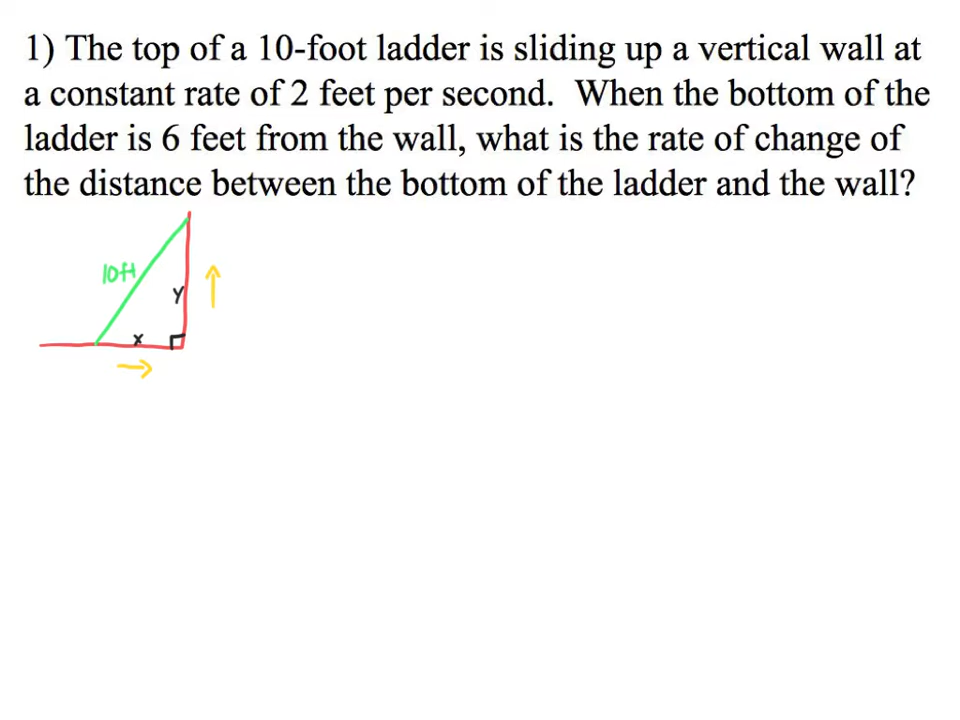 1) The top of a 10-foot ladder is sliding up a vertical wall at
a constant rate of 2 feet per second.  When the bottom of the
ladder is 6 feet from the wall, what is the rate of change of
the distance between the bottom of the ladder and the wall?
10ft
y
x